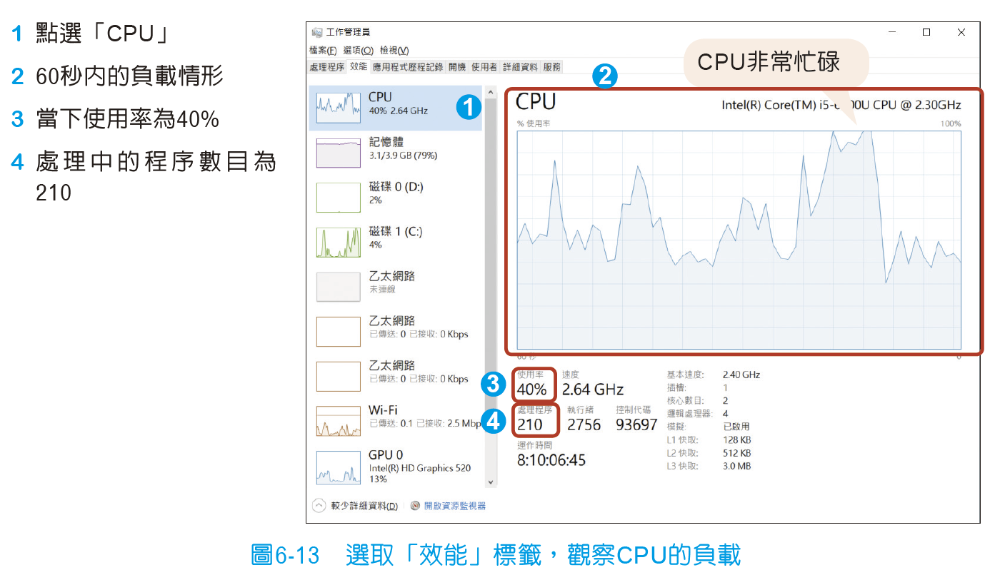 1 點選「CPU」
2 60秒內的負載情形
3 當下使用率為40%
4 處理中的程序數目為
210
工作管理員
檔案(F) 選項(O) 檢視(V)
處理程序 效能 應用程式歷程記錄 開機 使用者 詳細資料 服務
CPU非常忙碌
2
CPU
40% 2.64 GHz
1
記憶體
3.1/3.9 GB (79%)
磁碟 0 (D:)
2%
磁碟 1 (C:)
4%
乙太網路
未連線
乙太網路
已傳送: 0 已接收: 0 Kbps
乙太網路
已傳送: 0 已接收: 0 Kbps
Wi-Fi
已傳送: 0.1 已接收: 2.5 Mbp
GPU 0
Intel(R) HD Graphics 520
13%
CPU
Intel(R) Core(TM) CPU @ 2.30GHz
% 使用率 100%
60 秒 0
3
使用率 速度
40% 2.64 GHz
4
處理程序 執行緒 控制代碼
210 2756 93697
運作時間
8:10:06:45
基本速度: 2.40 GHz
插槽: 1
核心數目: 2
邏輯處理器: 4
模擬: 已啟用
L1 快取: 128 KB
L2 快取: 512 KB
L3 快取: 3.0 MB
較少詳細資料(D) 開啟資源監視器
圖6-13 選取「效能」標籤，觀察CPU的負載